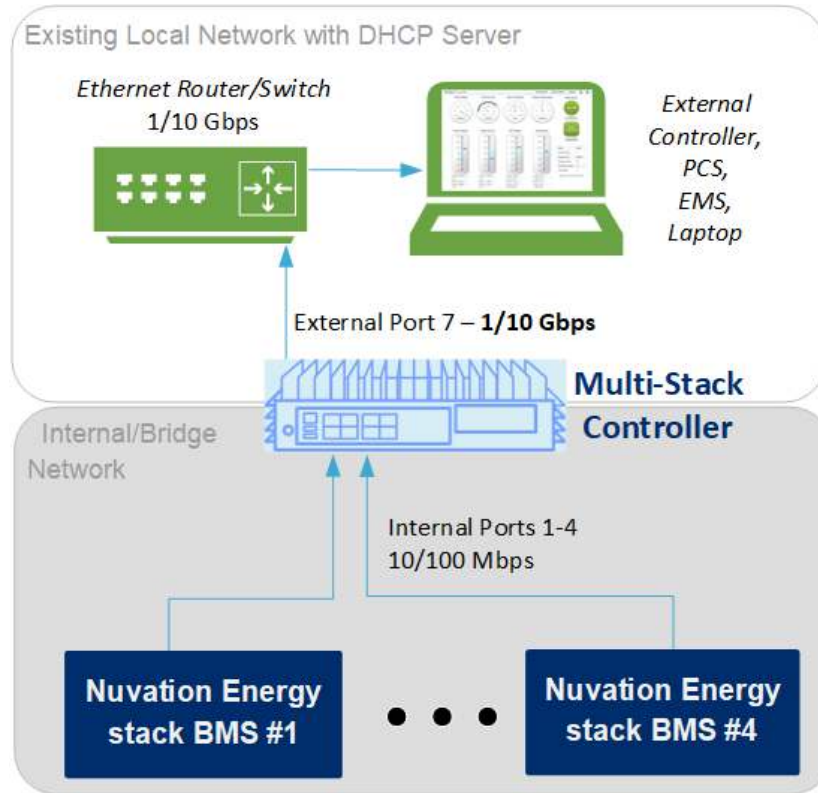 Existing Local Network with DHCP Server
Ethernet Router/Switch
1/10 Gbps
External
Controller,
PCS,
EMS,
Laptop
External Port 7 – 1/10 Gbps
Multi-Stack
Controller
Internal/Bridge
Network
Internal Ports 1-4
10/100 Mbps
Nuvation Energy
stack BMS #1
Nuvation Energy
stack BMS #4